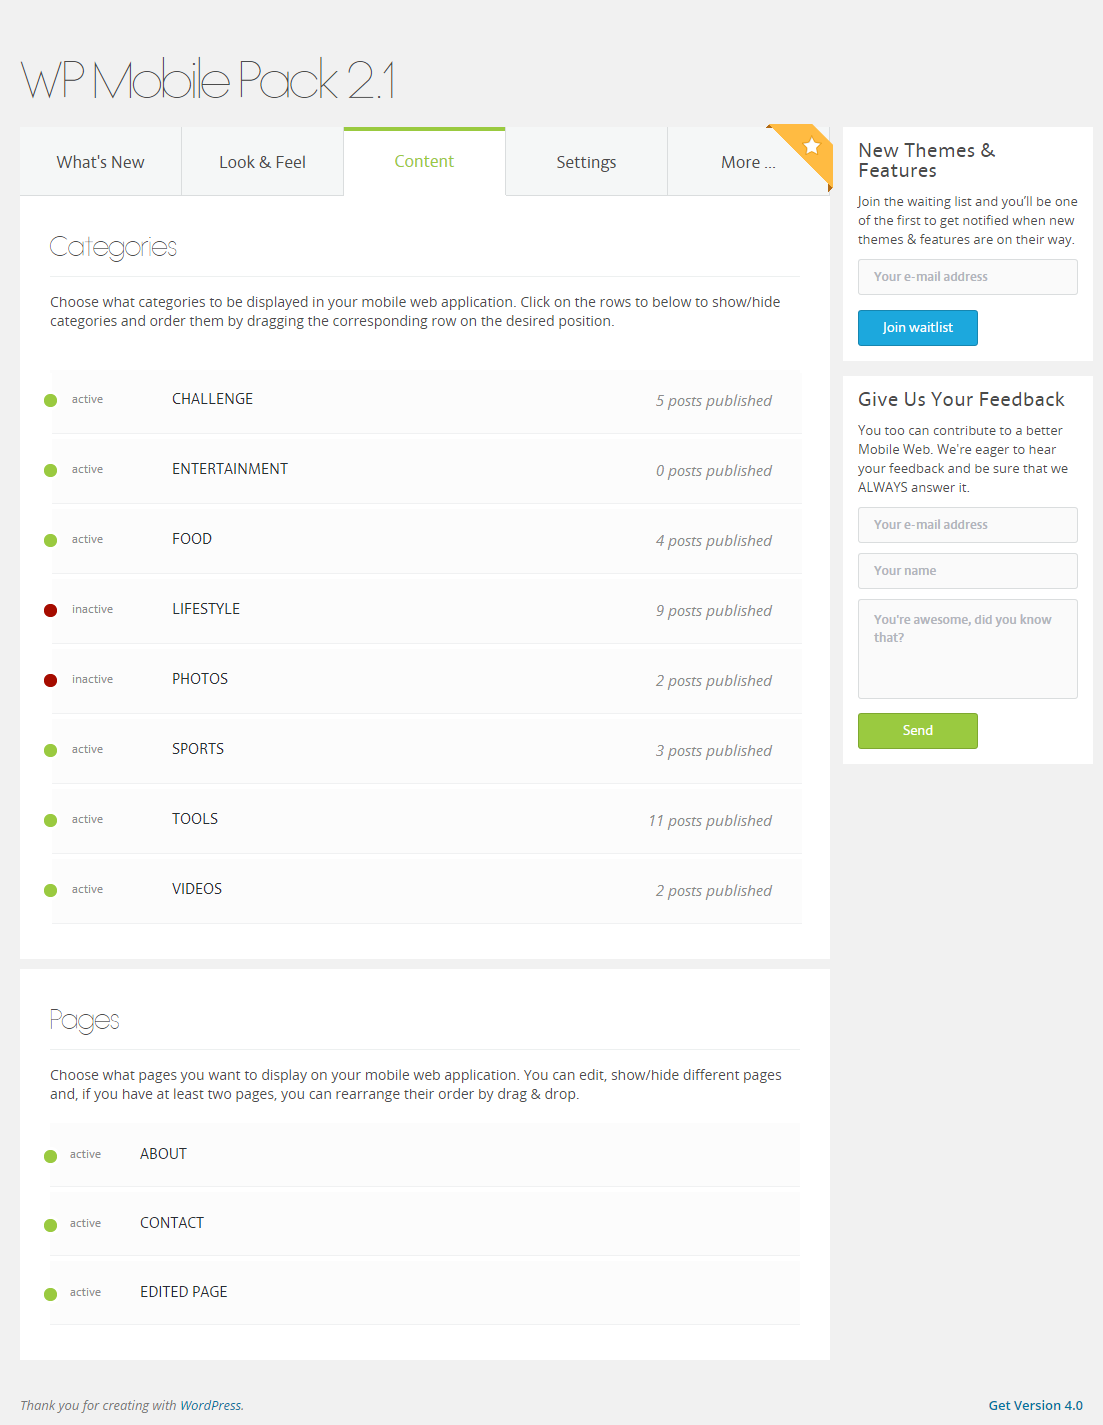 WP Mobile Pack 2.1
What's New
Look & Feel
Content
Settings
More ...
Categories
Choose what categories to be displayed in your mobile web application. Click on the rows to below to show/hide
categories and order them by dragging the corresponding row on the desired position.
active CHALLENGE 5 posts published
active ENTERTAINMENT 0 posts published
active FOOD 4 posts published
inactive LIFESTYLE 9 posts published
inactive PHOTOS 2 posts published
active SPORTS 3 posts published
active TOOLS 11 posts published
active VIDEOS 2 posts published
Pages
Choose what pages you want to display on your mobile web application. You can edit, show/hide different pages
and, if you have at least two pages, you can rearrange their order by drag & drop.
active ABOUT
active CONTACT
active EDITED PAGE
New Themes &
Features
Join the waiting list and you'll be one
of the first to get notified when new
themes & features are on their way.
Your e-mail address
Join waitlist
Give Us Your Feedback
You too can contribute to a better
Mobile Web. We're eager to hear
your feedback and be sure that we
ALWAYS answer it.
Your e-mail address
Your name
You're awesome, did you know
that?
Send
Thank you for creating with WordPress.
Get Version 4.0